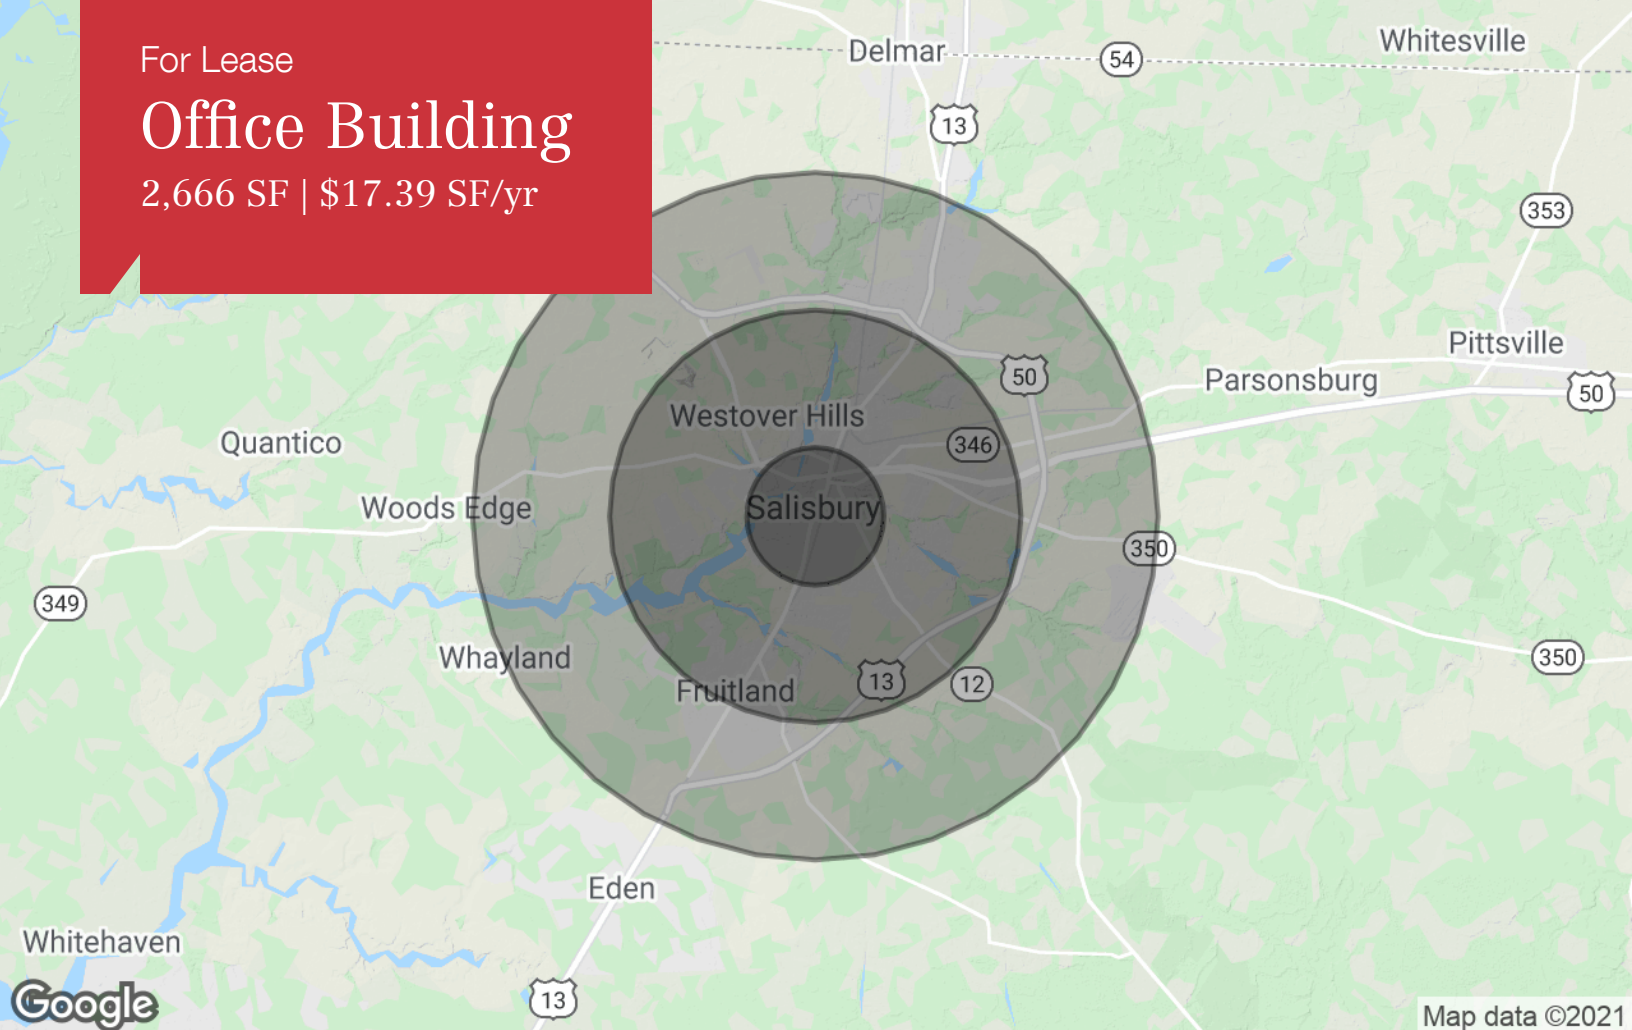 For Lease
Office Building
2,666 SF | $17.39 SF/yr
Delmar
54
Whitesville
13
353
Pittsville
50
Parsonsburg
50
Westover Hills
346
Quantico
Woods Edge
Salisbury
350
349
350
Whayland
Fruitland
13
12
Eden
Whitehaven
13
Google
Map data ©2021